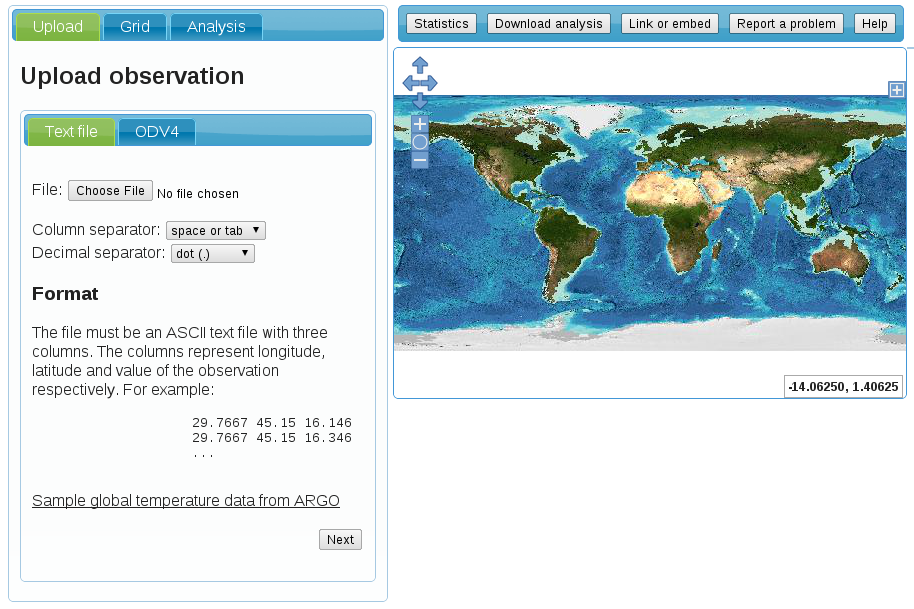 Upload Grid Analysis
Upload observation
Text file ODV4
File: Choose File No file chosen
Column separator: space or tab
Decimal separator: dot (.)
Format
The file must be an ASCII text file with three
columns. The columns represent longitude,
latitude and value of the observation
respectively. For example:
29.7667 45.15 16.146
29.7667 45.15 16.346
...
Sample global temperature data from ARGO
Next
Statistics Download analysis Link or embed Report a problem Help
-14.06250, 1.40625